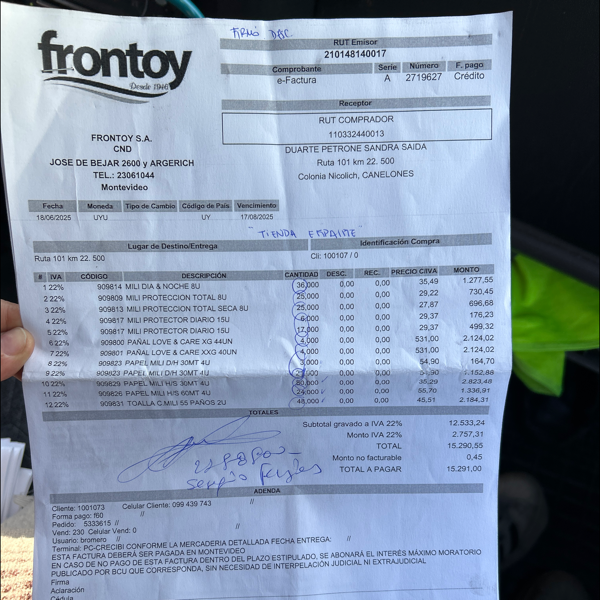 FIRMÓ DESC.
frontoy
Desde 1946
RUT Emisor
210148140017
Comprobante Serie Número F. pago
e-Factura A 2719627 Crédito
Receptor
RUT COMPRADOR
110332440013
DUARTE PETRONE SANDRA SAIDA
Ruta 101 km 22. 500
Colonia Nicolich, CANELONES
FRONTOY S.A.
CND
JOSE DE BEJAR 2600 y ARGERICH
TEL.: 23061044
Montevideo
Fecha Moneda Tipo de Cambio Código de País Vencimiento
18/06/2025 UYU UY 17/08/2025
"TIENDA EMPALME"
Lugar de Destino/Entrega Identificación Compra
Ruta 101 km 22. 500 Cli: 100107 / 0
# IVA CÓDIGO DESCRIPCIÓN CANTIDAD DESC. REC. PRECIO C/IVA MONTO
1 22% 909814 MILI DIA & NOCHE 8U 36,000 0,00 0,00 35,49 1.277,55
2 22% 909809 MILI PROTECCION TOTAL 8U 25,000 0,00 0,00 29,22 730,45
3 22% 909813 MILI PROTECCION TOTAL SECA 8U 25,000 0,00 0,00 27,87 696,68
4 22% 909817 MILI PROTECTOR DIARIO 15U 6,000 0,00 0,00 29,37 176,23
5 22% 909817 MILI PROTECTOR DIARIO 15U 17,000 0,00 0,00 29,37 499,32
6 22% 909800 PAÑAL LOVE & CARE XG 44UN 4,000 0,00 0,00 531,00 2.124,02
7 22% 909801 PAÑAL LOVE & CARE XXG 40UN 4,000 0,00 0,00 531,00 2.124,02
8 22% 909823 PAPEL MILI D/H 30MT 4U 3,000 0,00 0,00 54,90 164,70
9 22% 909823 PAPEL MILI D/H 30MT 4U 21,000 0,00 0,00 54,90 1.152,88
10 22% 909829 PAPEL MILI H/S 30MT 4U 80,000 0,00 0,00 35,29 2.823,48
11 22% 909826 PAPEL MILI H/S 60MT 4U 24,000 0,00 0,00 55,70 1.336,91
12 22% 909831 TOALLA C.MILI 55 PAÑOS 2U 48,000 0,00 0,00 45,51 2.184,31
TOTALES
Subtotal gravado a IVA 22% 12.533,24
Monto IVA 22% 2.757,31
TOTAL 15.290,55
Monto no facturable 0,45
TOTAL A PAGAR 15.291,00
ADENDA
Cliente: 1001073 Celular Cliente: 099 439 743
Forma pago: f60 // //
Pedido: 5333615 //
Vend: 230 Celular Vend: 0 //
Usuario: bromero //
Terminal: PC-CRECIBI CONFORME LA MERCADERIA DETALLADA FECHA ENTREGA: //
ESTA FACTURA DEBERÁ SER PAGADA EN MONTEVIDEO
EN CASO DE NO PAGO DE ESTA FACTURA DENTRO DEL PLAZO ESTIPULADO, SE ABONARÁ EL INTERÉS MÁXIMO MORATORIO
PUBLICADO POR BCU QUE CORRESPONDA, SIN NECESIDAD DE INTERPELACIÓN JUDICIAL NI EXTRAJUDICIAL
Firma
Aclaración
Cédula